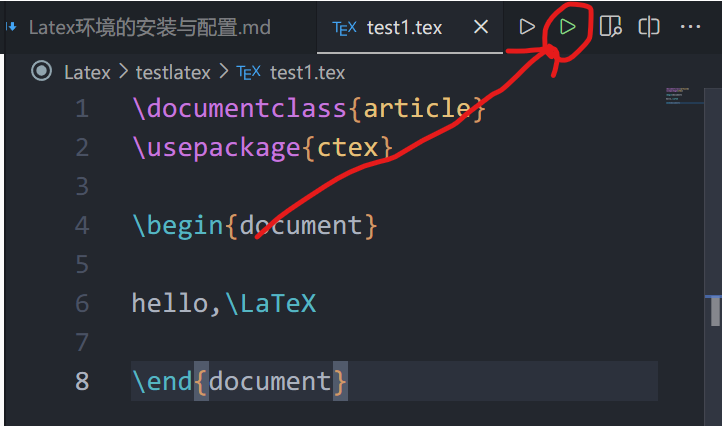 Latex环境的安装与配置.md TEX test1.tex
Latex > testlatex > TEX test1.tex
1 \documentclass{article}
2 \usepackage{ctex}
3
4 \begin{document}
5
6 hello,\LaTeX
7
8 \end{document}